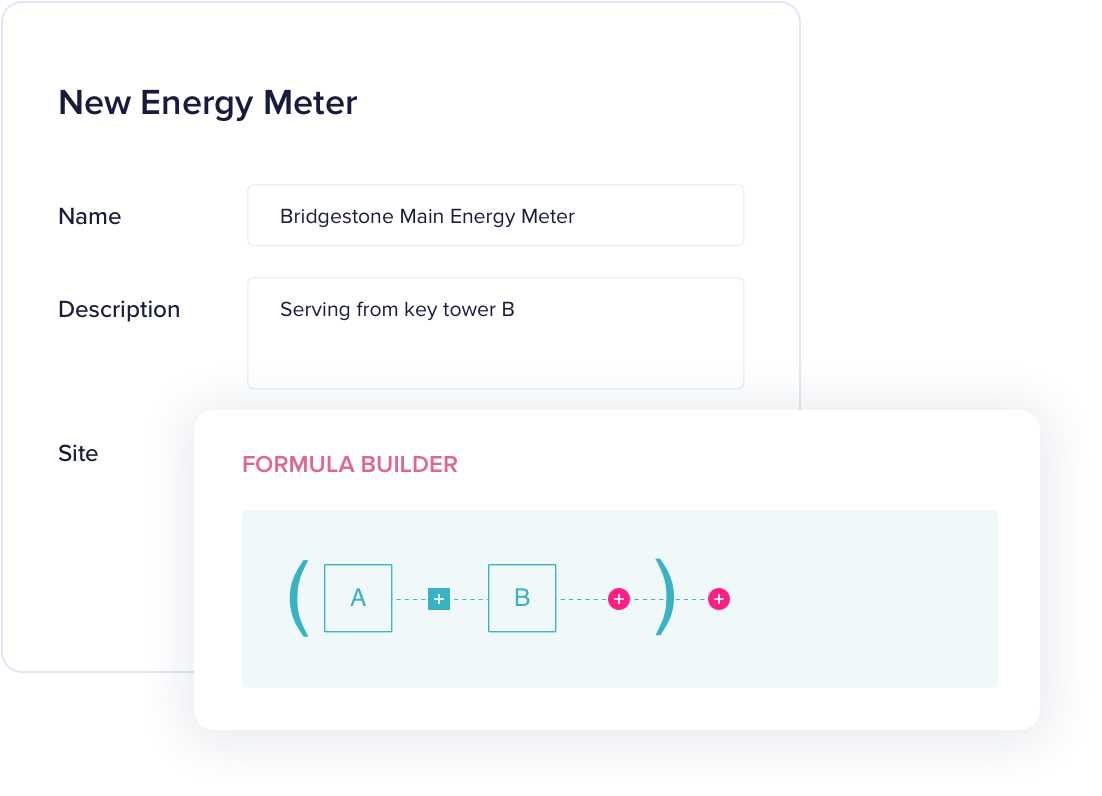 New Energy Meter
Name
Bridgestone Main Energy Meter
Description
Serving from key tower B
Site
FORMULA BUILDER
( A + B + ) +